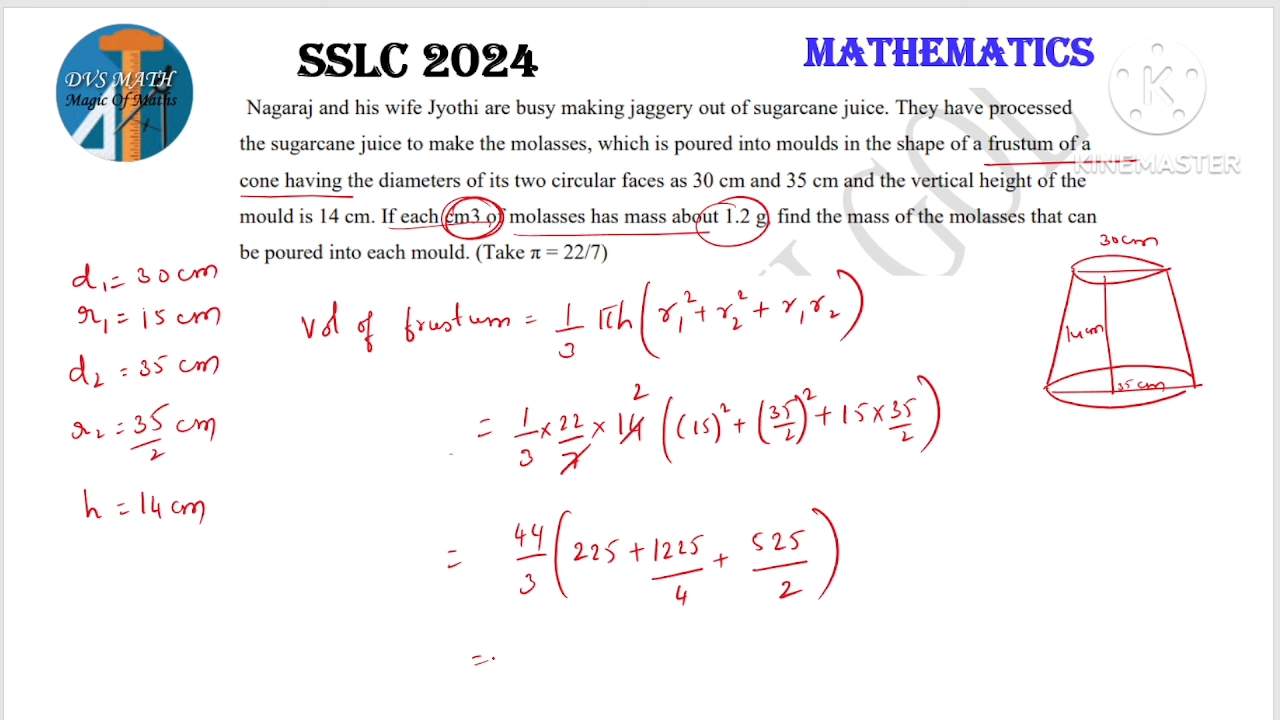 DVS MATH
Magic Of Maths
SSLC 2024
MATHEMATICS
K
KINEMASTER
Nagaraj and his wife Jyothi are busy making jaggery out of sugarcane juice. They have processed
the sugarcane juice to make the molasses, which is poured into moulds in the shape of a frustum of a
cone having the diameters of its two circular faces as 30 cm and 35 cm and the vertical height of the
mould is 14 cm. If each cm3 of molasses has mass about 1.2 g, find the mass of the molasses that can
be poured into each mould. (Take π = 22/7)
d₁ = 30 cm
r₁ = 15 cm
d₂ = 35 cm
r₂ = 35/2 cm
h = 14 cm
Vol of frustum = 1/3 πh (r₁² + r₂² + r₁r₂)
= 1/3 × 22/7 × 14 2 ((15)² + (35/2)² + 15 × 35/2)
= 44/3 (225 + 1225/4 + 525/2)
=
30 cm
14 cm
35 cm